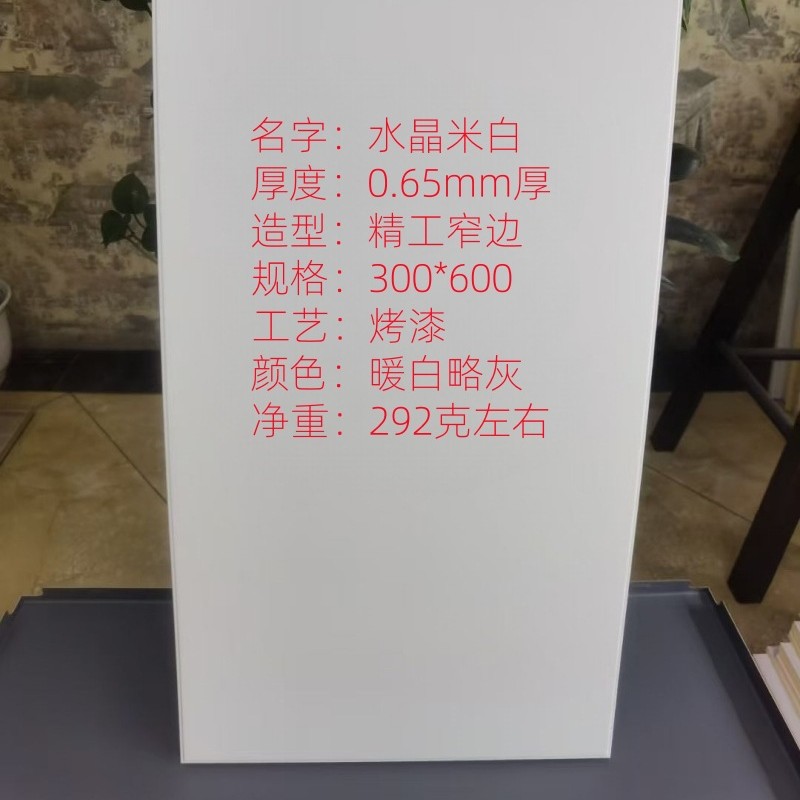 名字：水晶米白
厚度：0.65mm厚
造型：精工窄边
规格：300*600
工艺：烤漆
颜色：暖白略灰
净重：292克左右